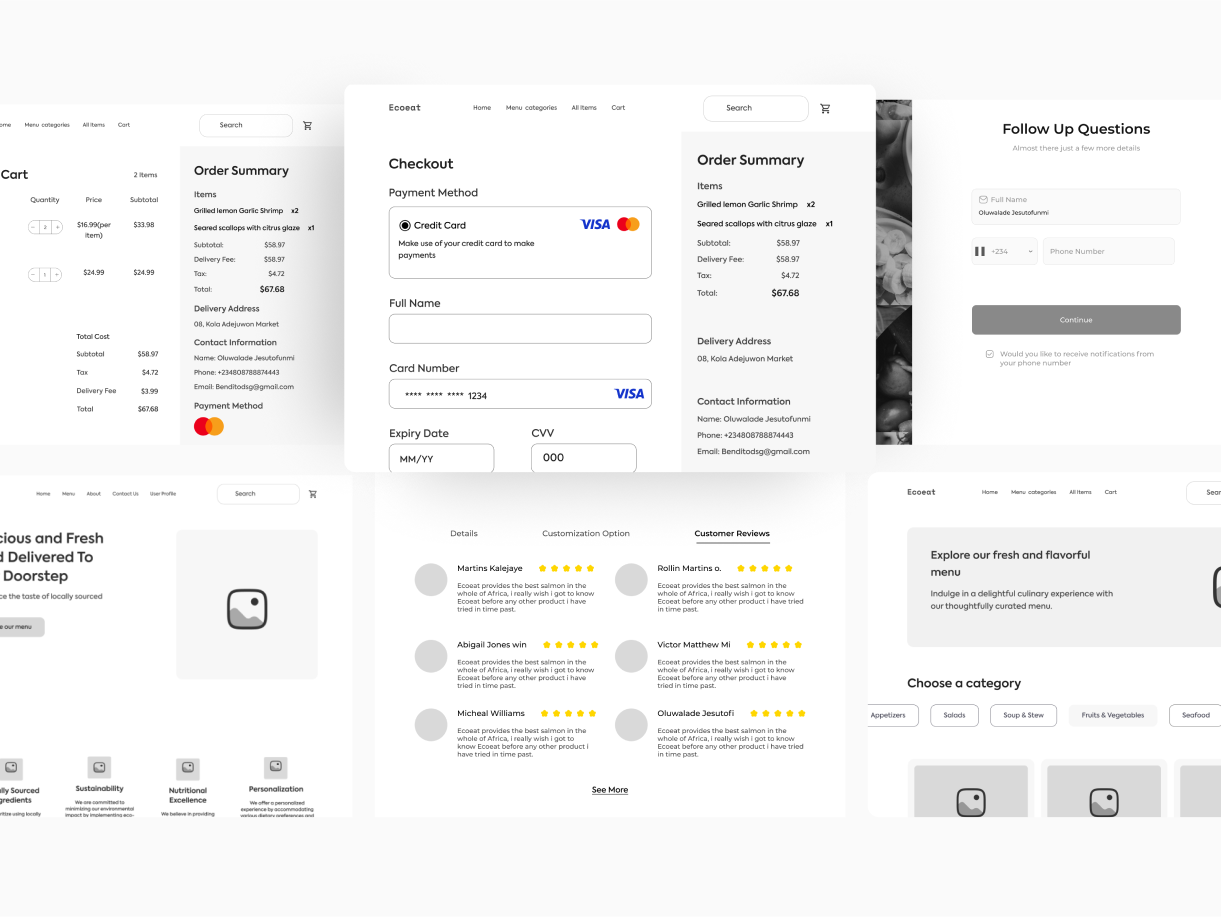 Menu categories
All Items
Cart
Search
Cart
2 Items
Quantity
Price
Subtotal
2
$16.99(per
item)
$33.98
1
$24.99
$24.99
Total Cost
Subtotal
$58.97
Tax
$4.72
Delivery Fee
$3.99
Total
$67.68
Order Summary
Items
Grilled lemon Garlic Shrimp x2
Seared scallops with citrus glaze x1
Subtotal: $58.97
Delivery Fee: $58.97
Tax: $4.72
Total: $67.68
Delivery Address
08, Kola Adejuwon Market
Contact Information
Name: Oluwalade Jesutofunmi
Phone: +234808788874443
Email: Benditodsg@gmail.com
Payment Method
Ecoeat
Home
Menu categories
All Items
Cart
Search
Checkout
Payment Method
Credit Card
VISA
Make use of your credit card to make
payments
Full Name
Card Number
**** **** **** 1234
VISA
Expiry Date
CVV
MM/YY
000
Order Summary
Items
Grilled lemon Garlic Shrimp x2
Seared scallops with citrus glaze x1
Subtotal: $58.97
Delivery Fee: $58.97
Tax: $4.72
Total: $67.68
Delivery Address
08, Kola Adejuwon Market
Contact Information
Name: Oluwalade Jesutofunmi
Phone: +234808788874443
Email: Benditodsg@gmail.com
Follow Up Questions
Almost there just a few more details
Full Name
Oluwalade Jesutofunmi
+234
Phone Number
Continue
Would you like to receive notifications from
your phone number
Home
Menu
About
Contact Us
User Profile
Search
cious and Fresh
d Delivered To
Doorstep
ce the taste of locally sourced
e our menu
lly Sourced
gredients
ritize using locally
Sustainability
We are committed to
minimizing our environmental
impact by implementing eco-
Nutritional
Excellence
We believe in providing
Personalization
We offer a personalized
experience by accommodating
various dietary preferences and
Details
Customization Option
Customer Reviews
Martins Kalejaye
Ecoeat provides the best salmon in the
whole of Africa, i really wish i got to know
Ecoeat before any other product i have
tried in time past.
Rollin Martins o.
Ecoeat provides the best salmon in the
whole of Africa, i really wish i got to know
Ecoeat before any other product i have tried
in time past.
Abigail Jones win
Ecoeat provides the best salmon in the
whole of Africa, i really wish i got to know
Ecoeat before any other product i have
tried in time past.
Victor Matthew Mi
Ecoeat provides the best salmon in the
whole of Africa, i really wish i got to know
Ecoeat before any other product i have tried
in time past.
Micheal Williams
Ecoeat provides the best salmon in the
whole of Africa, i really wish i got to
know Ecoeat before any other product i
have tried in time past.
Oluwalade Jesutofi
Ecoeat provides the best salmon in the
whole of Africa, i really wish i got to know
Ecoeat before any other product i have tried
in time past.
See More
Ecoeat
Home
Menu categories
All Items
Cart
Sear
Explore our fresh and flavorful
menu
Indulge in a delightful culinary experience with
our thoughtfully curated menu.
Choose a category
Appetizers
Salads
Soup & Stew
Fruits & Vegetables
Seafood